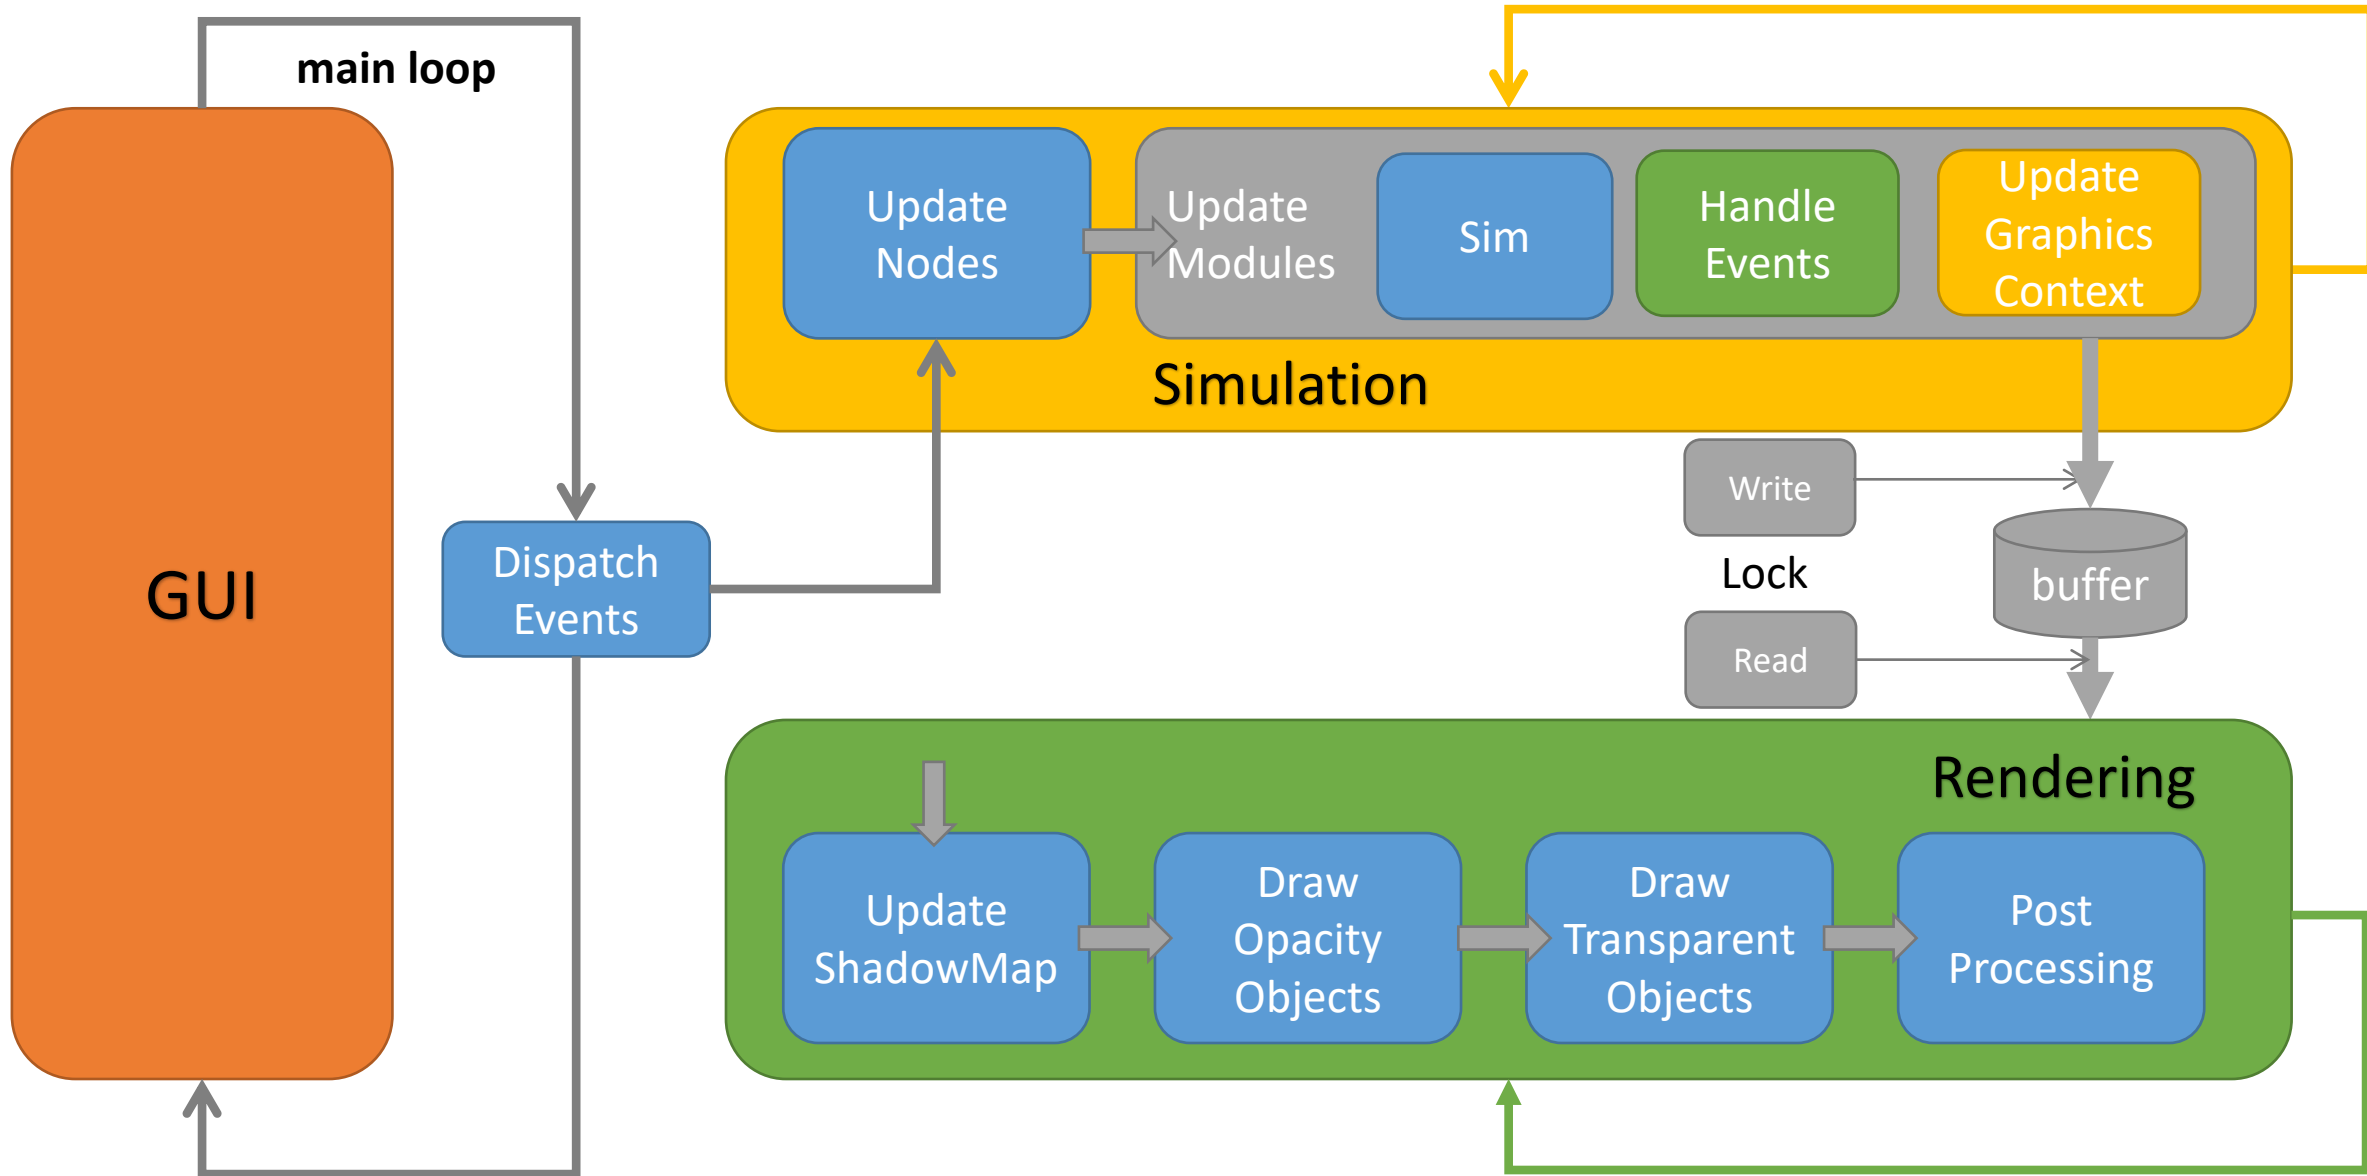 main loop
GUI
Dispatch
Events
Update
Nodes
Update
Modules
Sim
Handle
Events
Update
Graphics
Context
Simulation
Write
Lock
Read
buffer
Rendering
Update
ShadowMap
Draw
Opacity
Objects
Draw
Transparent
Objects
Post
Processing